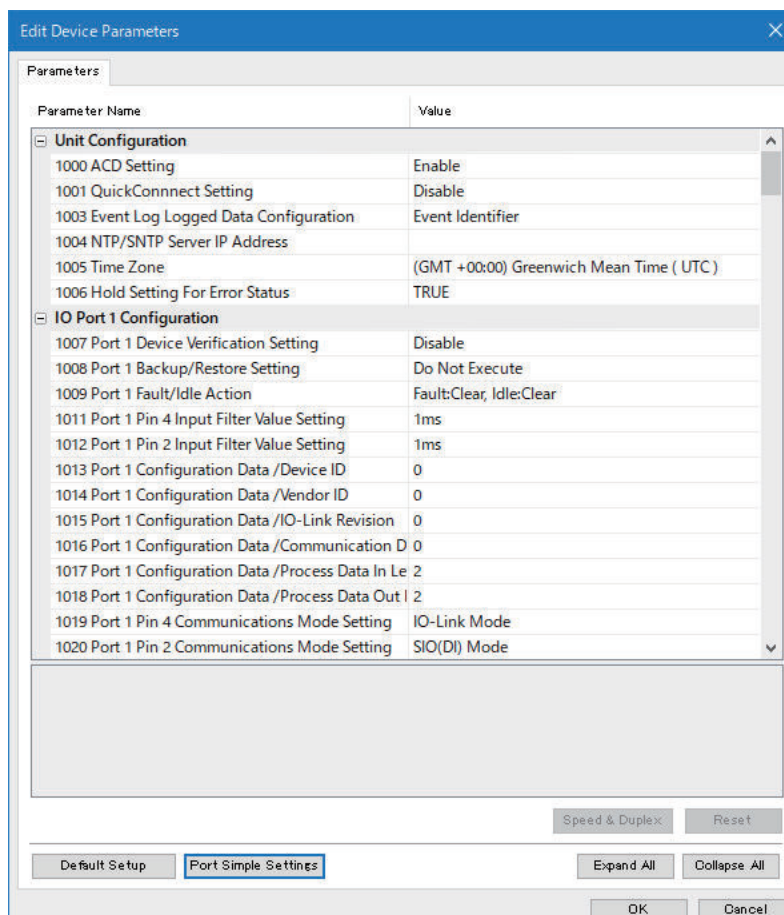 Edit Device Parameters
Parameters
Parameter Name Value
Unit Configuration
1000 ACD Setting Enable
1001 QuickConnnect Setting Disable
1003 Event Log Logged Data Configuration Event Identifier
1004 NTP/SNTP Server IP Address
1005 Time Zone (GMT +00:00) Greenwich Mean Time ( UTC )
1006 Hold Setting For Error Status TRUE
IO Port 1 Configuration
1007 Port 1 Device Verification Setting Disable
1008 Port 1 Backup/Restore Setting Do Not Execute
1009 Port 1 Fault/Idle Action Fault:Clear, Idle:Clear
1011 Port 1 Pin 4 Input Filter Value Setting 1ms
1012 Port 1 Pin 2 Input Filter Value Setting 1ms
1013 Port 1 Configuration Data /Device ID 0
1014 Port 1 Configuration Data /Vendor ID 0
1015 Port 1 Configuration Data /IO-Link Revision 0
1016 Port 1 Configuration Data /Communication D 0
1017 Port 1 Configuration Data /Process Data In Le 2
1018 Port 1 Configuration Data /Process Data Out l 2
1019 Port 1 Pin 4 Communications Mode Setting IO-Link Mode
1020 Port 1 Pin 2 Communications Mode Setting SIO(DI) Mode
Speed & Duplex Reset
Default Setup Port Simple Settings Expand All Collapse All
OK Cancel